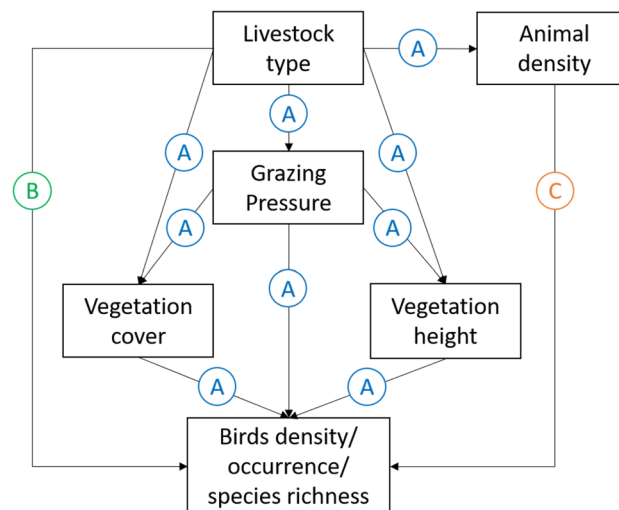 Livestock
type
A
Animal
density
A
A
A
B
Grazing
Pressure
C
A
A
A
Vegetation
cover
Vegetation
height
A
A
Birds density/
occurrence/
species richness